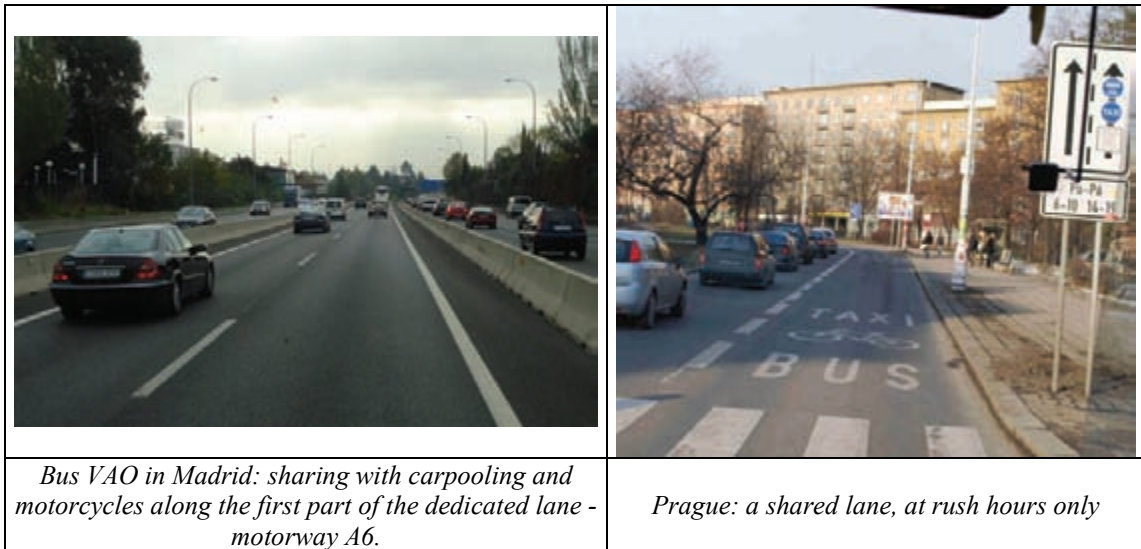 TAXI
BUS
Po-Pá
6-10 14-19
Bus VAO in Madrid: sharing with carpooling and
motorcycles along the first part of the dedicated lane -
motorway A6.
Prague: a shared lane, at rush hours only